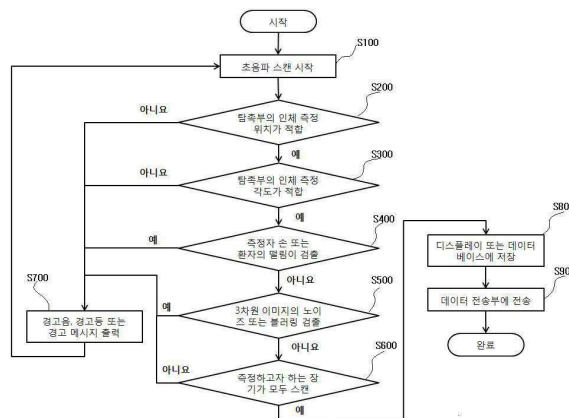 시작
S100
초음파 스캔 시작
S200
아니요
탐촉부의 인체 측정
위치가 적합
예
S300
아니요
탐촉부의 인체 측정
각도가 적합
예
S400
예
측정자 손 또는
환자의 떨림이 검출
아니요
S500
예
3차원 이미지의 노이
즈 또는 블러링 검출
아니요
S600
아니요
측정하고자 하는 장
기가 모두 스캔
예
S700
경고음, 경고등 또는
경고 메시지 출력
S80
디스플레이 또는 데이터
베이스에 저장
S90
데이터 전송부에 전송
완료